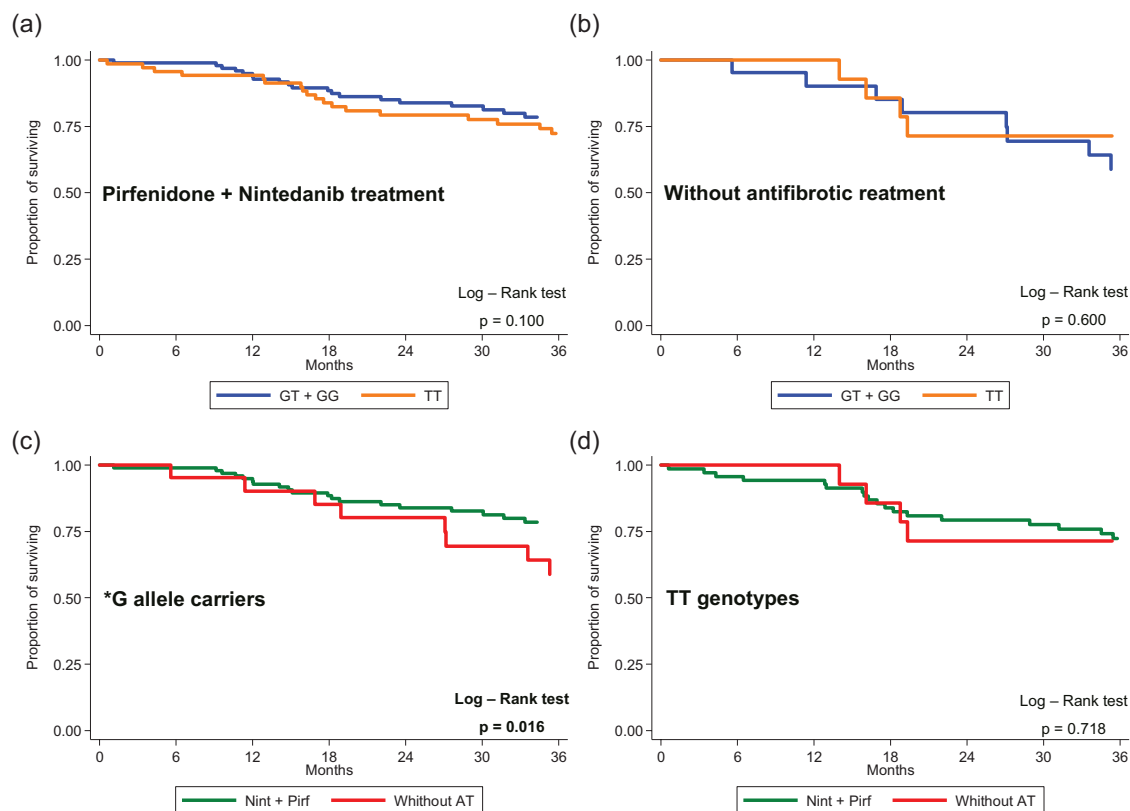 (a)
1.00
0.75
0.50
0.25
0.00
Proportion of surviving
Pirfenidone + Nintedanib treatment
Log – Rank test
p = 0.100
0 6 12 18 24 30 36
Months
GT + GG TT
(b)
1.00
0.75
0.50
0.25
0.00
Proportion of surviving
Without antifibrotic reatment
Log – Rank test
p = 0.600
0 6 12 18 24 30 36
Months
GT + GG TT
(c)
1.00
0.75
0.50
0.25
0.00
Proportion of surviving
*G allele carriers
Log – Rank test
p = 0.016
0 6 12 18 24 30 36
Months
Nint + Pirf Whithout AT
(d)
1.00
0.75
0.50
0.25
0.00
Proportion of surviving
TT genotypes
Log – Rank test
p = 0.718
0 6 12 18 24 30 36
Months
Nint + Pirf Whithout AT